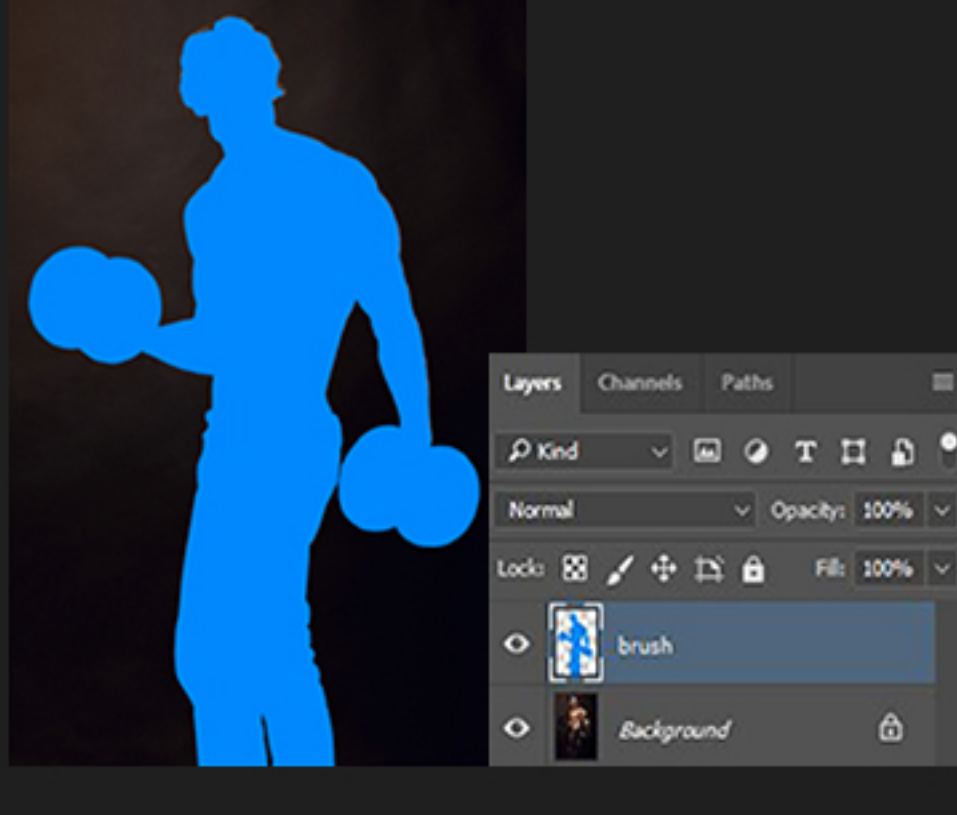 Layers Channels Paths
Kind
Normal Opacity: 100%
Lock: Fill: 100%
brush
Background